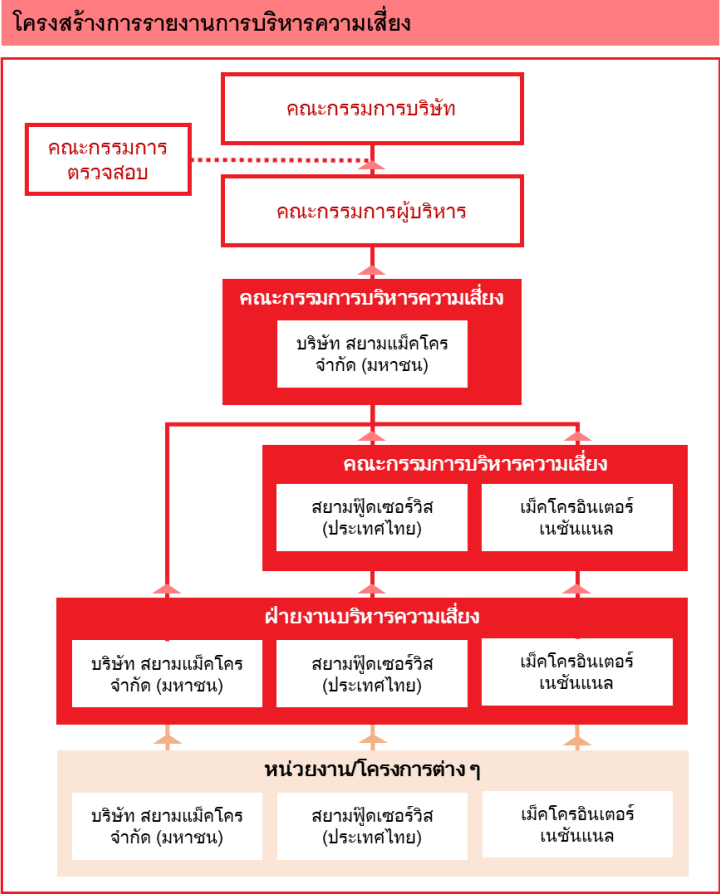 โครงสร้างการรายงานการบริหารความเสี่ยง
คณะกรรมการบริษัท
คณะกรรมการ
ตรวจสอบ
คณะกรรมการผู้บริหาร
คณะกรรมการบริหารความเสี่ยง
บริษัท สยามแม็คโคร
จำกัด (มหาชน)
คณะกรรมการบริหารความเสี่ยง
สยามฟู๊ดเซอร์วิส
(ประเทศไทย)
เม็คโครอินเตอร์
เนชันแนล
ฝ่ายงานบริหารความเสี่ยง
บริษัท สยามแม็คโคร
จำกัด (มหาชน)
สยามฟู๊ดเซอร์วิส
(ประเทศไทย)
เม็คโครอินเตอร์
เนชันแนล
หน่วยงาน/โครงการต่าง ๆ
บริษัท สยามแม็คโคร
จำกัด (มหาชน)
สยามฟู๊ดเซอร์วิส
(ประเทศไทย)
เม็คโครอินเตอร์
เนชันแนล